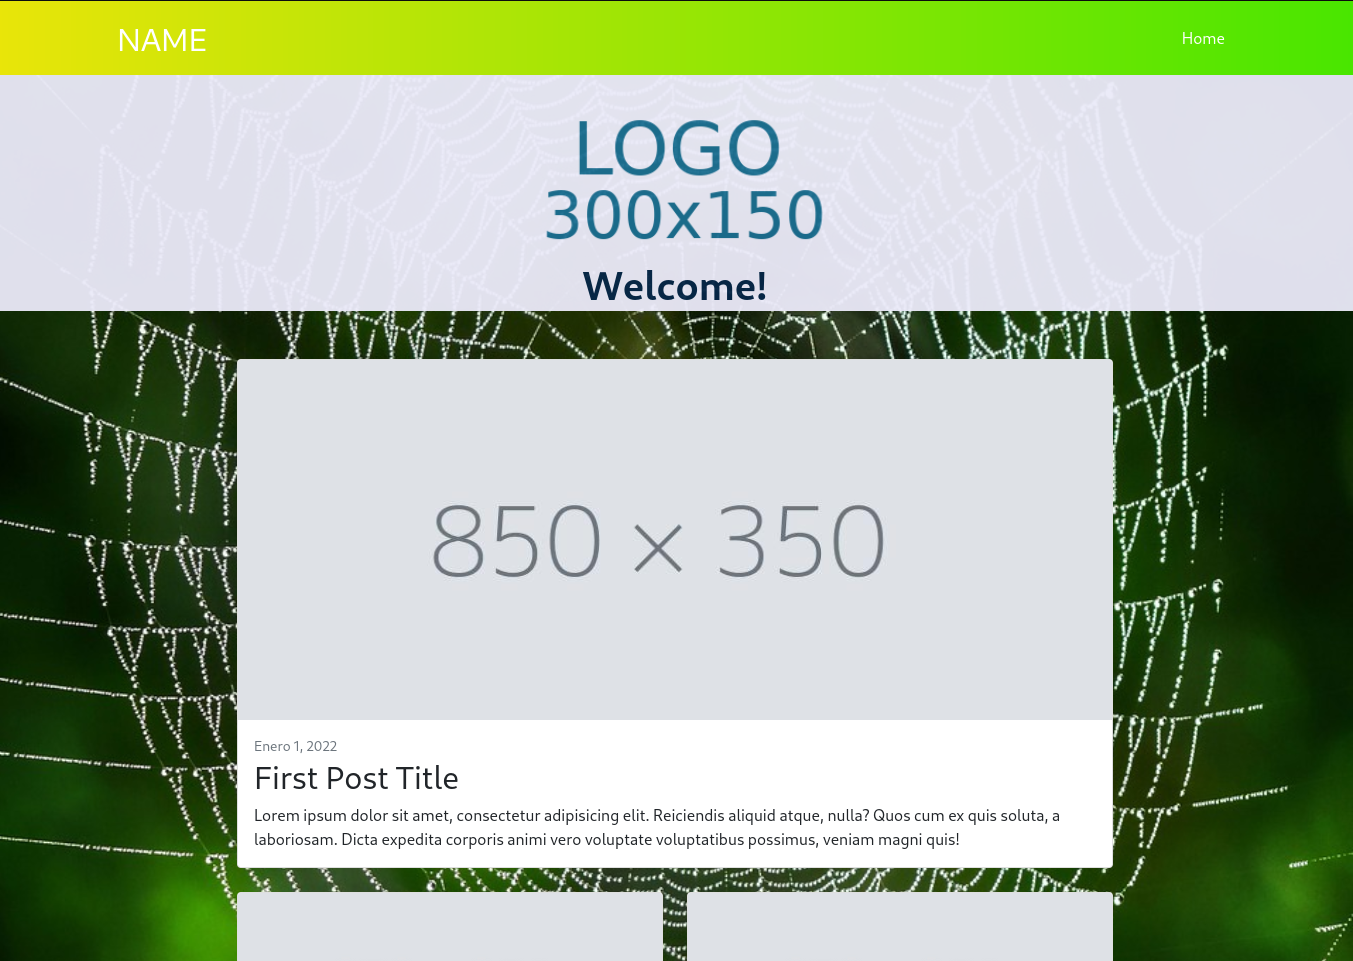 NAME
Home
LOGO
300x150
Welcome!
850 × 350
Enero 1, 2022
First Post Title
Lorem ipsum dolor sit amet, consectetur adipisicing elit. Reiciendis aliquid atque, nulla? Quos cum ex quis soluta, a
laboriosam. Dicta expedita corporis animi vero voluptate voluptatibus possimus, veniam magni quis!